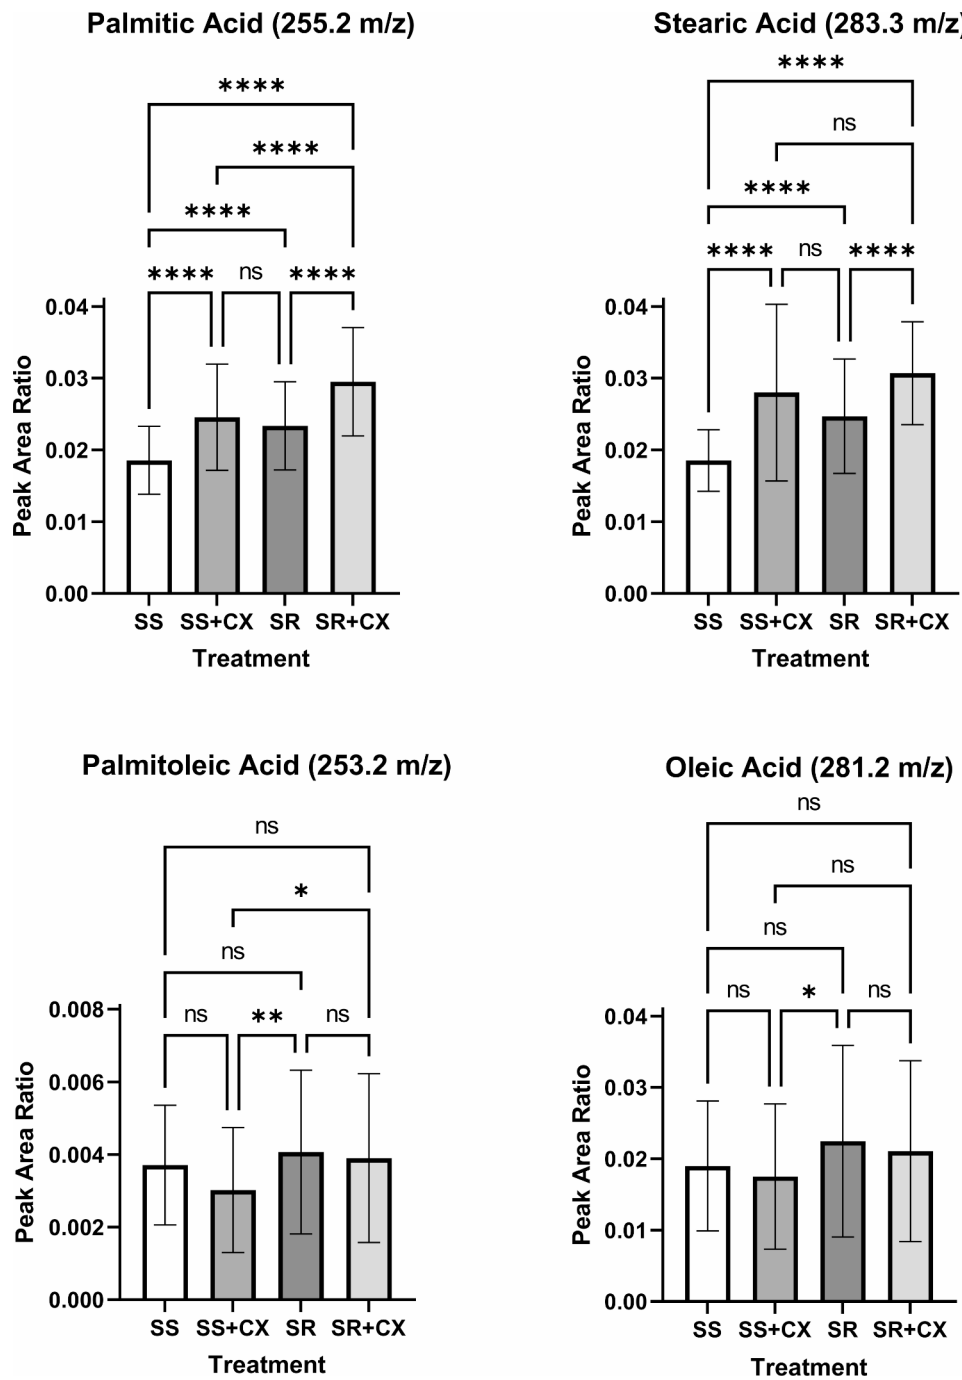 Palmitic Acid (255.2 m/z)
****
****
****
**** ns ****
0.04
0.03
0.02
0.01
0.00
Peak Area Ratio
SS SS+CX SR SR+CX
Treatment
Stearic Acid (283.3 m/z)
****
ns
****
**** ns ****
0.04
0.03
0.02
0.01
0.00
Peak Area Ratio
SS SS+CX SR SR+CX
Treatment
Palmitoleic Acid (253.2 m/z)
ns
*
ns
ns ** ns
0.008
0.006
0.004
0.002
0.000
Peak Area Ratio
SS SS+CX SR SR+CX
Treatment
Oleic Acid (281.2 m/z)
ns
ns
ns
ns * ns
0.04
0.03
0.02
0.01
0.00
Peak Area Ratio
SS SS+CX SR SR+CX
Treatment